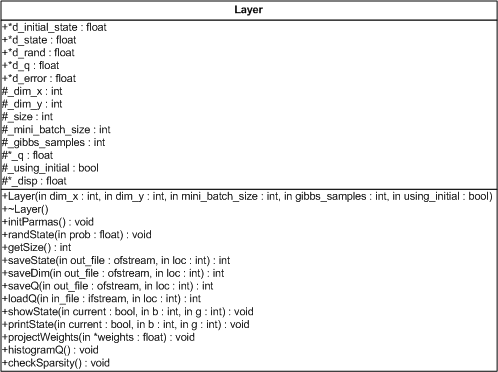 Layer
+*d_initial_state : float
+*d_state : float
+*d_rand : float
+*d_q : float
+*d_error : float
#_dim_x : int
#_dim_y : int
#_size : int
#_mini_batch_size : int
#_gibbs_samples : int
#*_q : float
#_using_initial : bool
#*_disp : float
+Layer(in dim_x : int, in dim_y : int, in mini_batch_size : int, in gibbs_samples : int, in using_initial : bool)
+~Layer()
+initParmas() : void
+randState(in prob : float) : void
+getSize() : int
+saveState(in out_file : ofstream, in loc : int) : int
+saveDim(in out_file : ofstream, in loc : int) : int
+saveQ(in out_file : ofstream, in loc : int) : int
+loadQ(in in_file : ifstream, in loc : int) : int
+showState(in current : bool, in b : int, in g : int) : void
+printState(in current : bool, in b : int, in g : int) : void
+projectWeights(in *weights : float) : void
+histogramQ() : void
+checkSparsity() : void